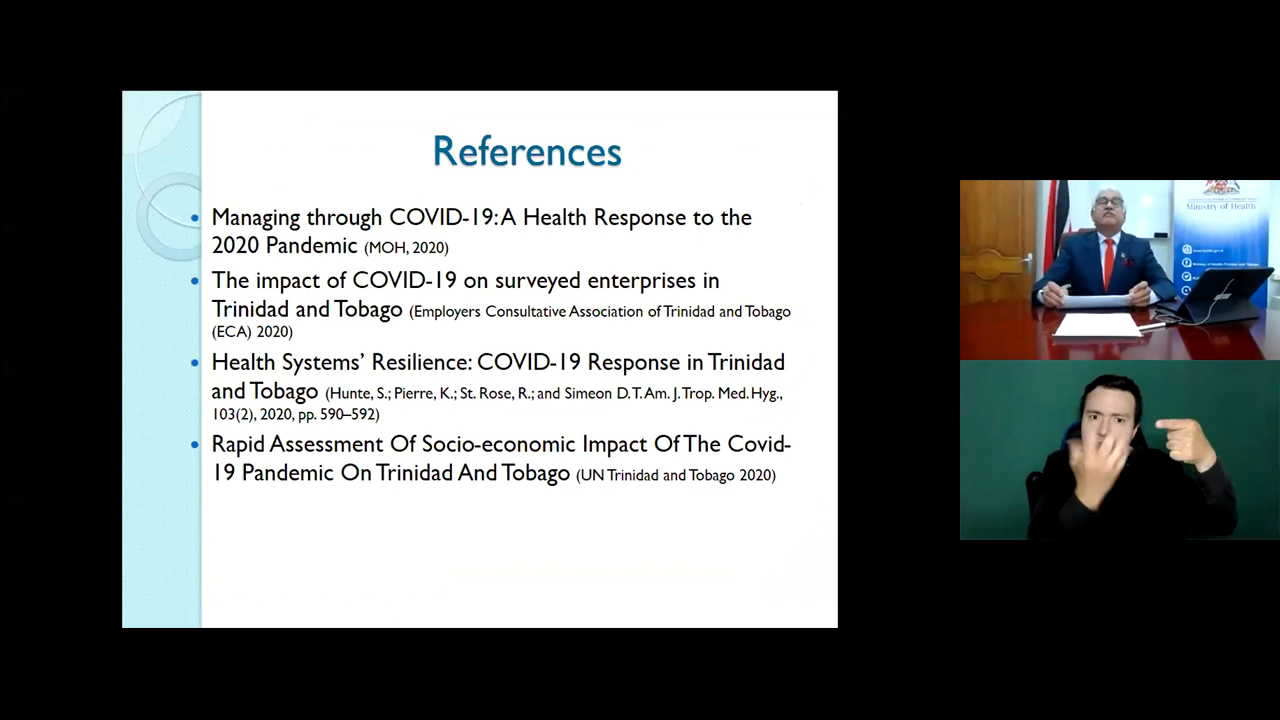 References
• Managing through COVID-19: A Health Response to the
2020 Pandemic (MOH, 2020)
• The impact of COVID-19 on surveyed enterprises in
Trinidad and Tobago (Employers Consultative Association of Trinidad and Tobago
(ECA) 2020)
• Health Systems’ Resilience: COVID-19 Response in Trinidad
and Tobago (Hunte, S.; Pierre, K.; St. Rose, R.; and Simeon D. T. Am. J. Trop. Med. Hyg.,
103(2), 2020, pp. 590–592)
• Rapid Assessment Of Socio-economic Impact Of The Covid-
19 Pandemic On Trinidad And Tobago (UN Trinidad and Tobago 2020)
Ministry of Health